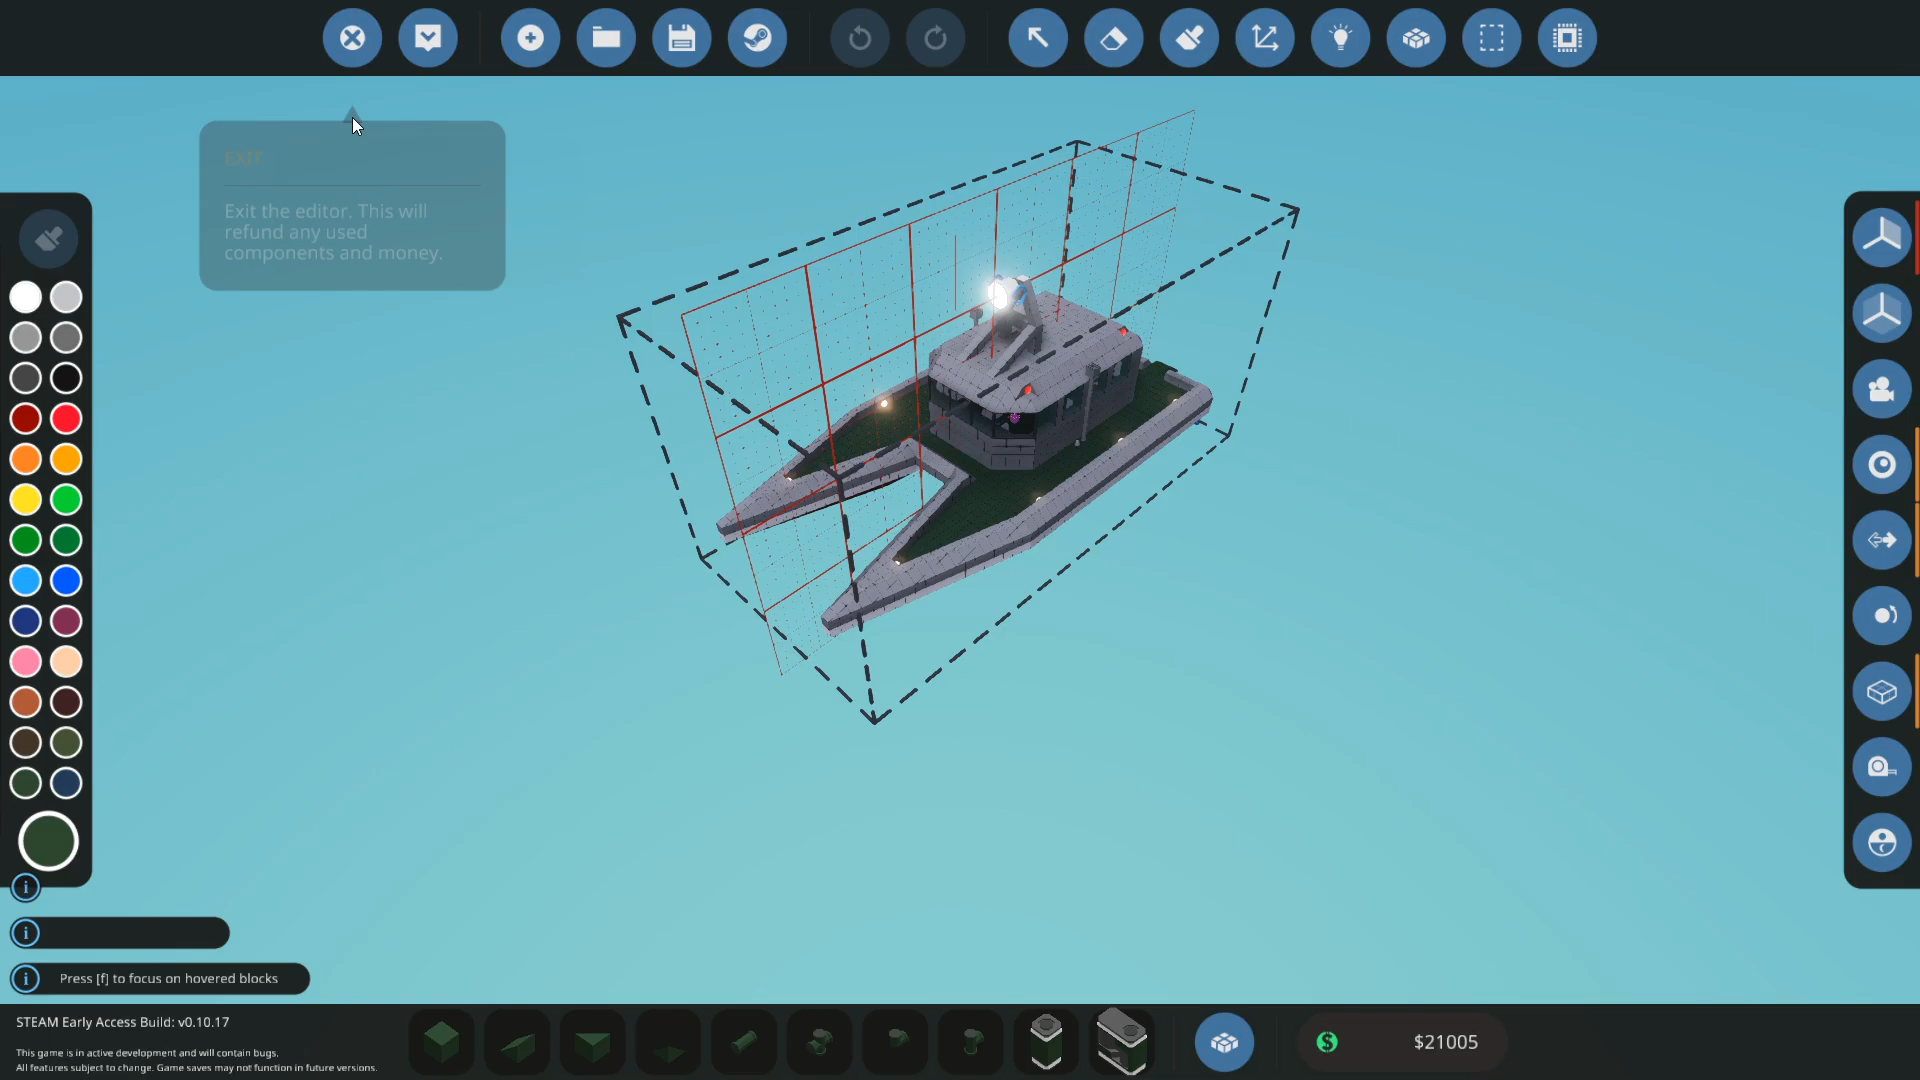 EXIT
Exit the editor. This will
refund any used
components and money.
Press [f] to focus on hovered blocks
STEAM Early Access Build: v0.10.17
This game is in active development and will contain bugs.
All features subject to change. Game saves may not function in future versions.
$21005